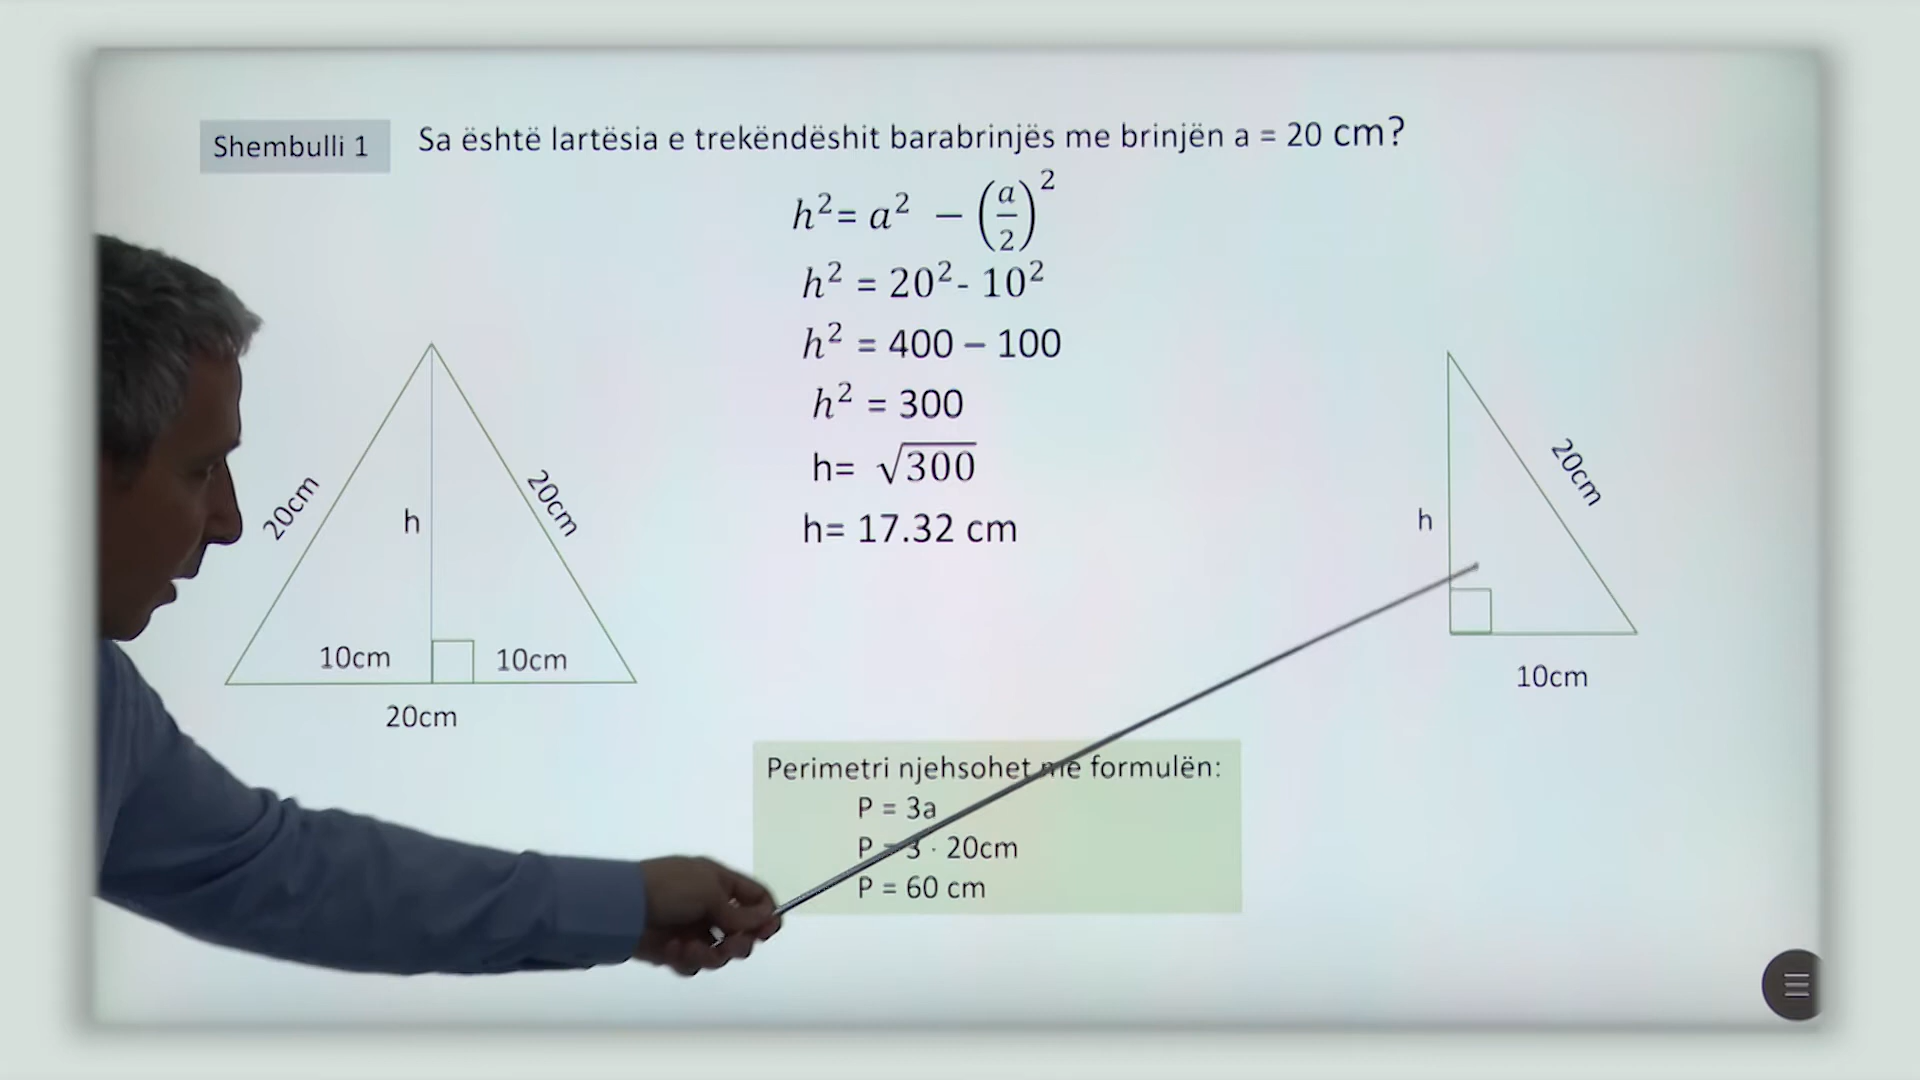 Shembulli 1 Sa është lartësia e trekëndëshit barabrinjës me brinjën a = 20 cm?
h²= a² − (a/2)²
h² = 20²- 10²
h² = 400 – 100
h² = 300
h= √300
h= 17.32 cm
20cm
h
20cm
10cm
10cm
20cm
h
20cm
10cm
Perimetri njehsohet me formulën:
P = 3a
P = 3 · 20cm
P = 60 cm